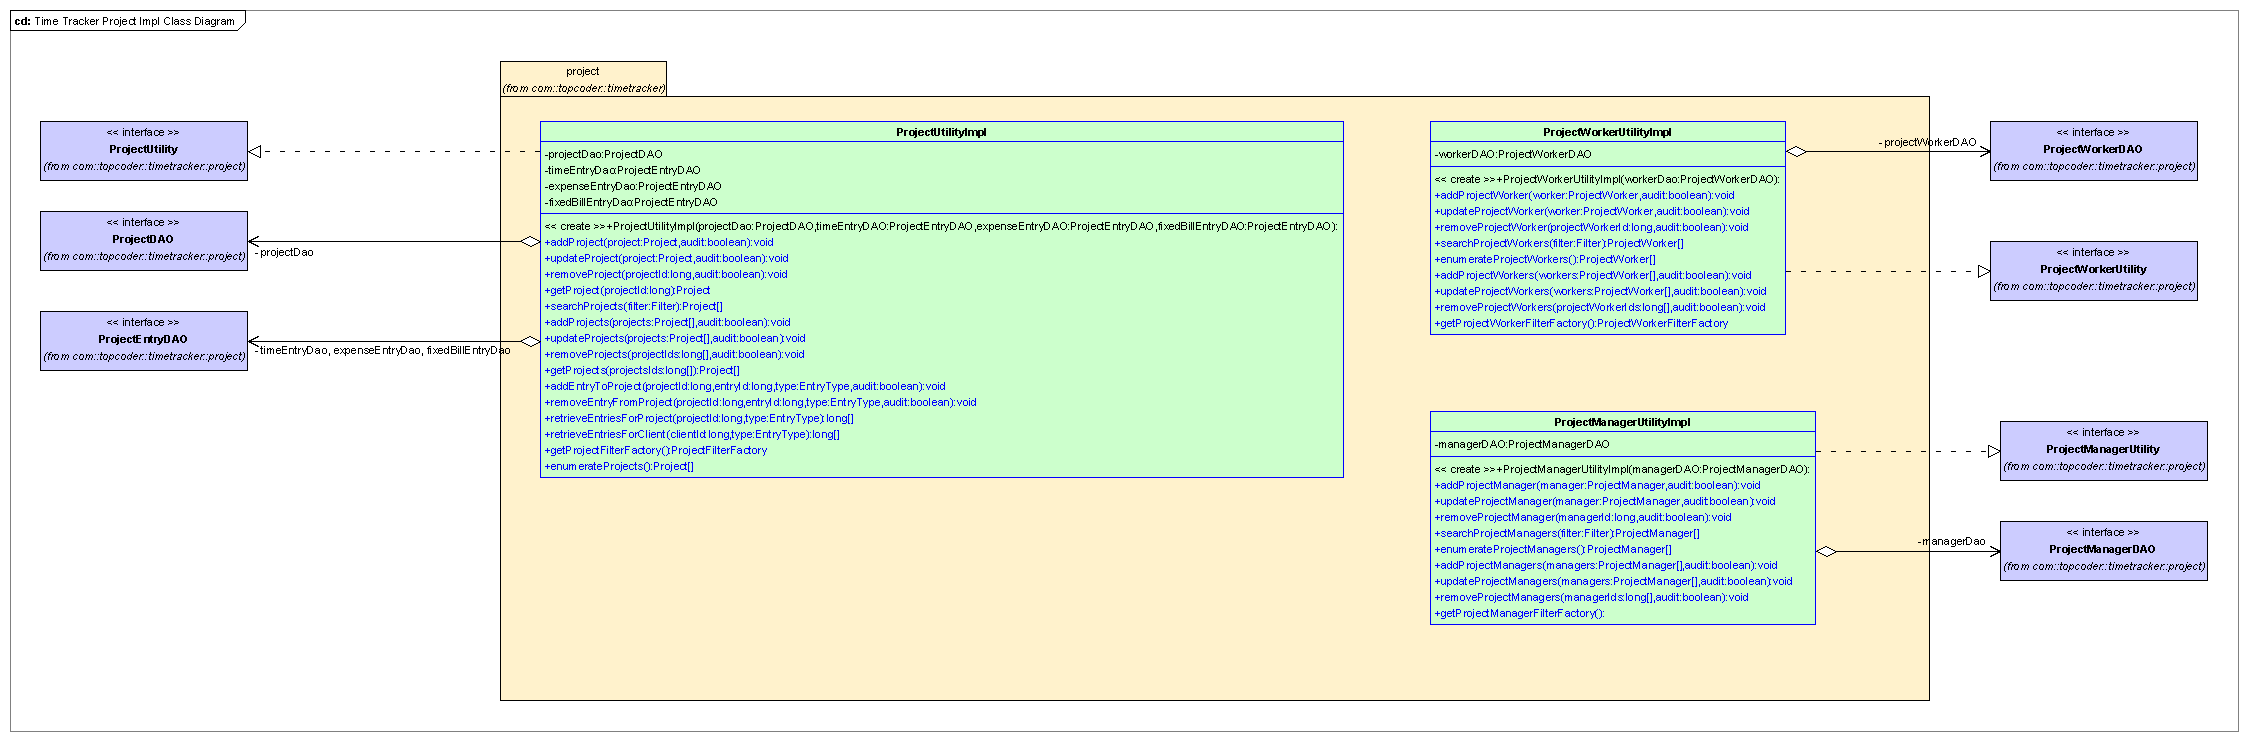 cd: Time Tracker Project Impl Class Diagram
project
(from com::topcoder::timetracker)
<< interface >>
ProjectUtility
(from com::topcoder::timetracker::project)
<< interface >>
ProjectDAO
(from com::topcoder::timetracker::project)
-projectDao
<< interface >>
ProjectEntryDAO
(from com::topcoder::timetracker::project)
-timeEntryDao, expenseEntryDao, fixedBillEntryDao
ProjectUtilityImpl
-projectDao:ProjectDAO
-timeEntryDao:ProjectEntryDAO
-expenseEntryDao:ProjectEntryDAO
-fixedBillEntryDao:ProjectEntryDAO
<< create >>+ProjectUtilityImpl(projectDao:ProjectDAO,timeEntryDAO:ProjectEntryDAO,expenseEntryDAO:ProjectEntryDAO,fixedBillEntryDAO:ProjectEntryDAO):
+addProject(project:Project,audit:boolean):void
+updateProject(project:Project,audit:boolean):void
+removeProject(projectId:long,audit:boolean):void
+getProject(projectId:long):Project
+searchProjects(filter:Filter):Project[]
+addProjects(projects:Project[],audit:boolean):void
+updateProjects(projects:Project[],audit:boolean):void
+removeProjects(projectIds:long[],audit:boolean):void
+getProjects(projectsIds:long[]):Project[]
+addEntryToProject(projectId:long,entryId:long,type:EntryType,audit:boolean):void
+removeEntryFromProject(projectId:long,entryId:long,type:EntryType,audit:boolean):void
+retrieveEntriesForProject(projectId:long,type:EntryType):long[]
+retrieveEntriesForClient(clientId:long,type:EntryType):long[]
+getProjectFilterFactory():ProjectFilterFactory
+enumerateProjects():Project[]
ProjectWorkerUtilityImpl
-workerDAO:ProjectWorkerDAO
<< create >>+ProjectWorkerUtilityImpl(workerDao:ProjectWorkerDAO):
+addProjectWorker(worker:ProjectWorker,audit:boolean):void
+updateProjectWorker(worker:ProjectWorker,audit:boolean):void
+removeProjectWorker(projectWorkerId:long,audit:boolean):void
+searchProjectWorkers(filter:Filter):ProjectWorker[]
+enumerateProjectWorkers():ProjectWorker[]
+addProjectWorkers(workers:ProjectWorker[],audit:boolean):void
+updateProjectWorkers(workers:ProjectWorker[],audit:boolean):void
+removeProjectWorkers(projectWorkerIds:long[],audit:boolean):void
+getProjectWorkerFilterFactory():ProjectWorkerFilterFactory
-projectWorkerDAO
<< interface >>
ProjectWorkerDAO
(from com::topcoder::timetracker::project)
<< interface >>
ProjectWorkerUtility
(from com::topcoder::timetracker::project)
ProjectManagerUtilityImpl
-managerDAO:ProjectManagerDAO
<< create >>+ProjectManagerUtilityImpl(managerDAO:ProjectManagerDAO):
+addProjectManager(manager:ProjectManager,audit:boolean):void
+updateProjectManager(manager:ProjectManager,audit:boolean):void
+removeProjectManager(managerId:long,audit:boolean):void
+searchProjectManagers(filter:Filter):ProjectManager[]
+enumerateProjectManagers():ProjectManager[]
+addProjectManagers(managers:ProjectManager[],audit:boolean):void
+updateProjectManagers(managers:ProjectManager[],audit:boolean):void
+removeProjectManagers(managerIds:long[],audit:boolean):void
+getProjectManagerFilterFactory():
<< interface >>
ProjectManagerUtility
(from com::topcoder::timetracker::project)
-managerDao
<< interface >>
ProjectManagerDAO
(from com::topcoder::timetracker::project)